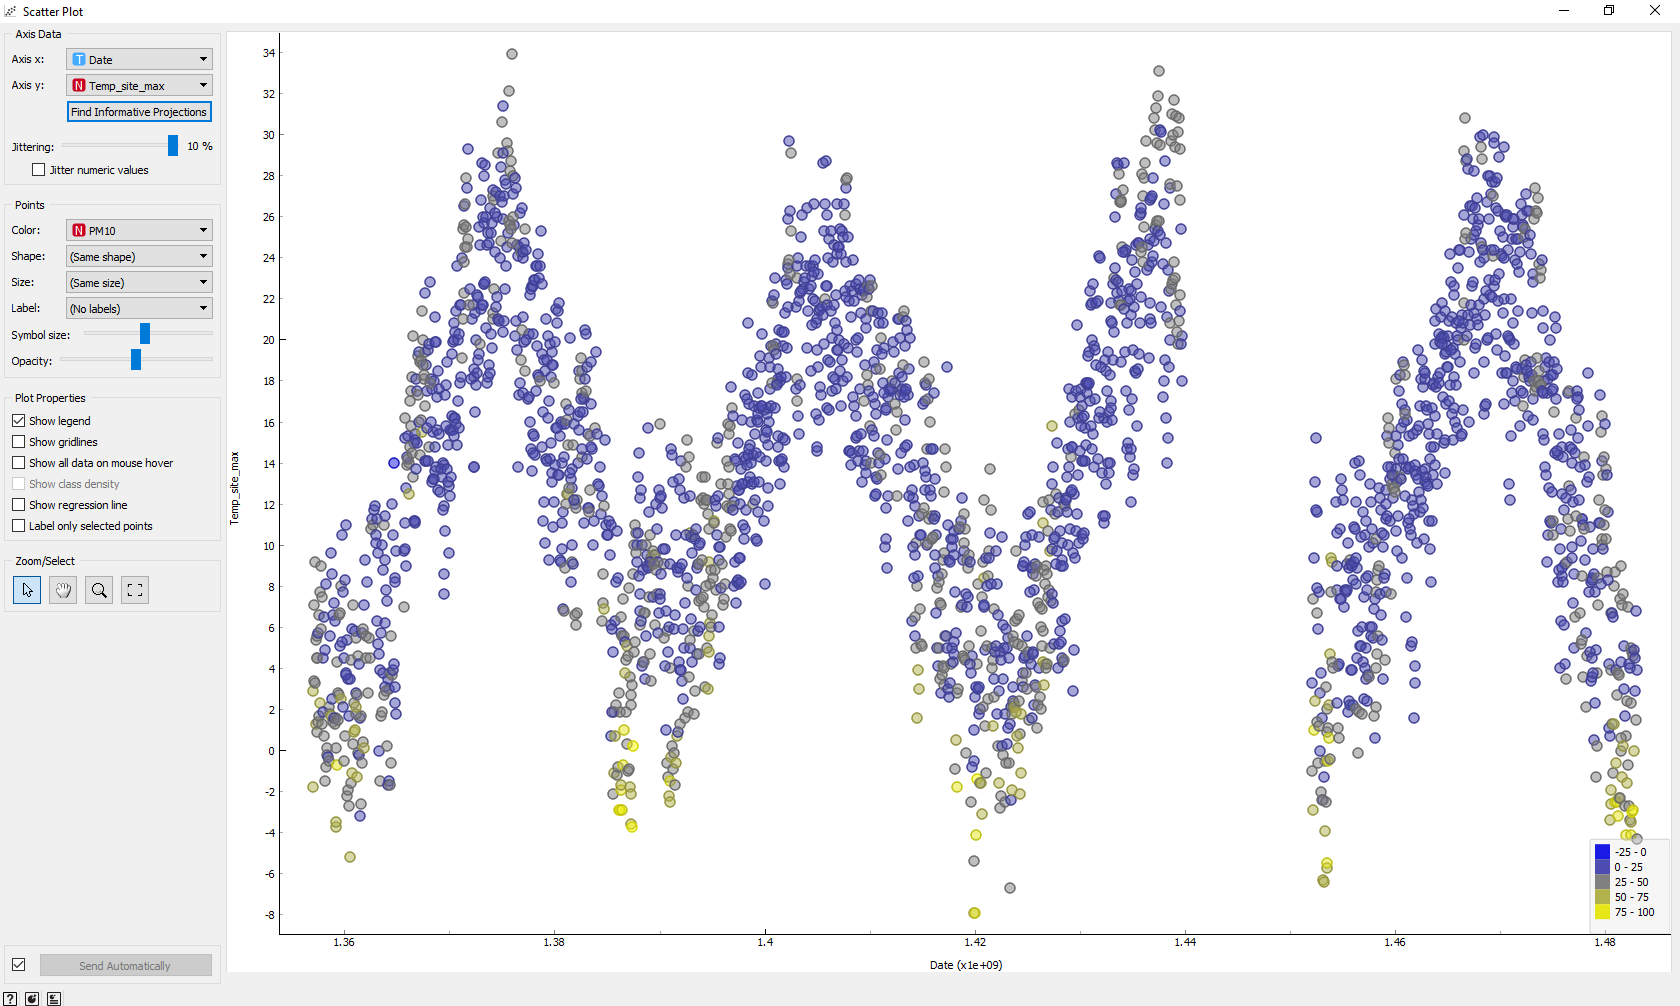 Scatter Plot
Axis Data
Axis x: T Date
Axis y: N Temp_site_max
Find Informative Projections
Jittering: 10 %
Jitter numeric values
Points
Color: N PM10
Shape: (Same shape)
Size: (Same size)
Label: (No labels)
Symbol size:
Opacity:
Plot Properties
Show legend
Show gridlines
Show all data on mouse hover
Show class density
Show regression line
Label only selected points
Zoom/Select
Send Automatically
?
Temp_site_max
34
32
30
28
26
24
22
20
18
16
14
12
10
8
6
4
2
0
-2
-4
-6
-8
1.36 1.38 1.4 1.42 1.44 1.46 1.48
Date (x1e+09)
-25 - 0
0 - 25
25 - 50
50 - 75
75 - 100